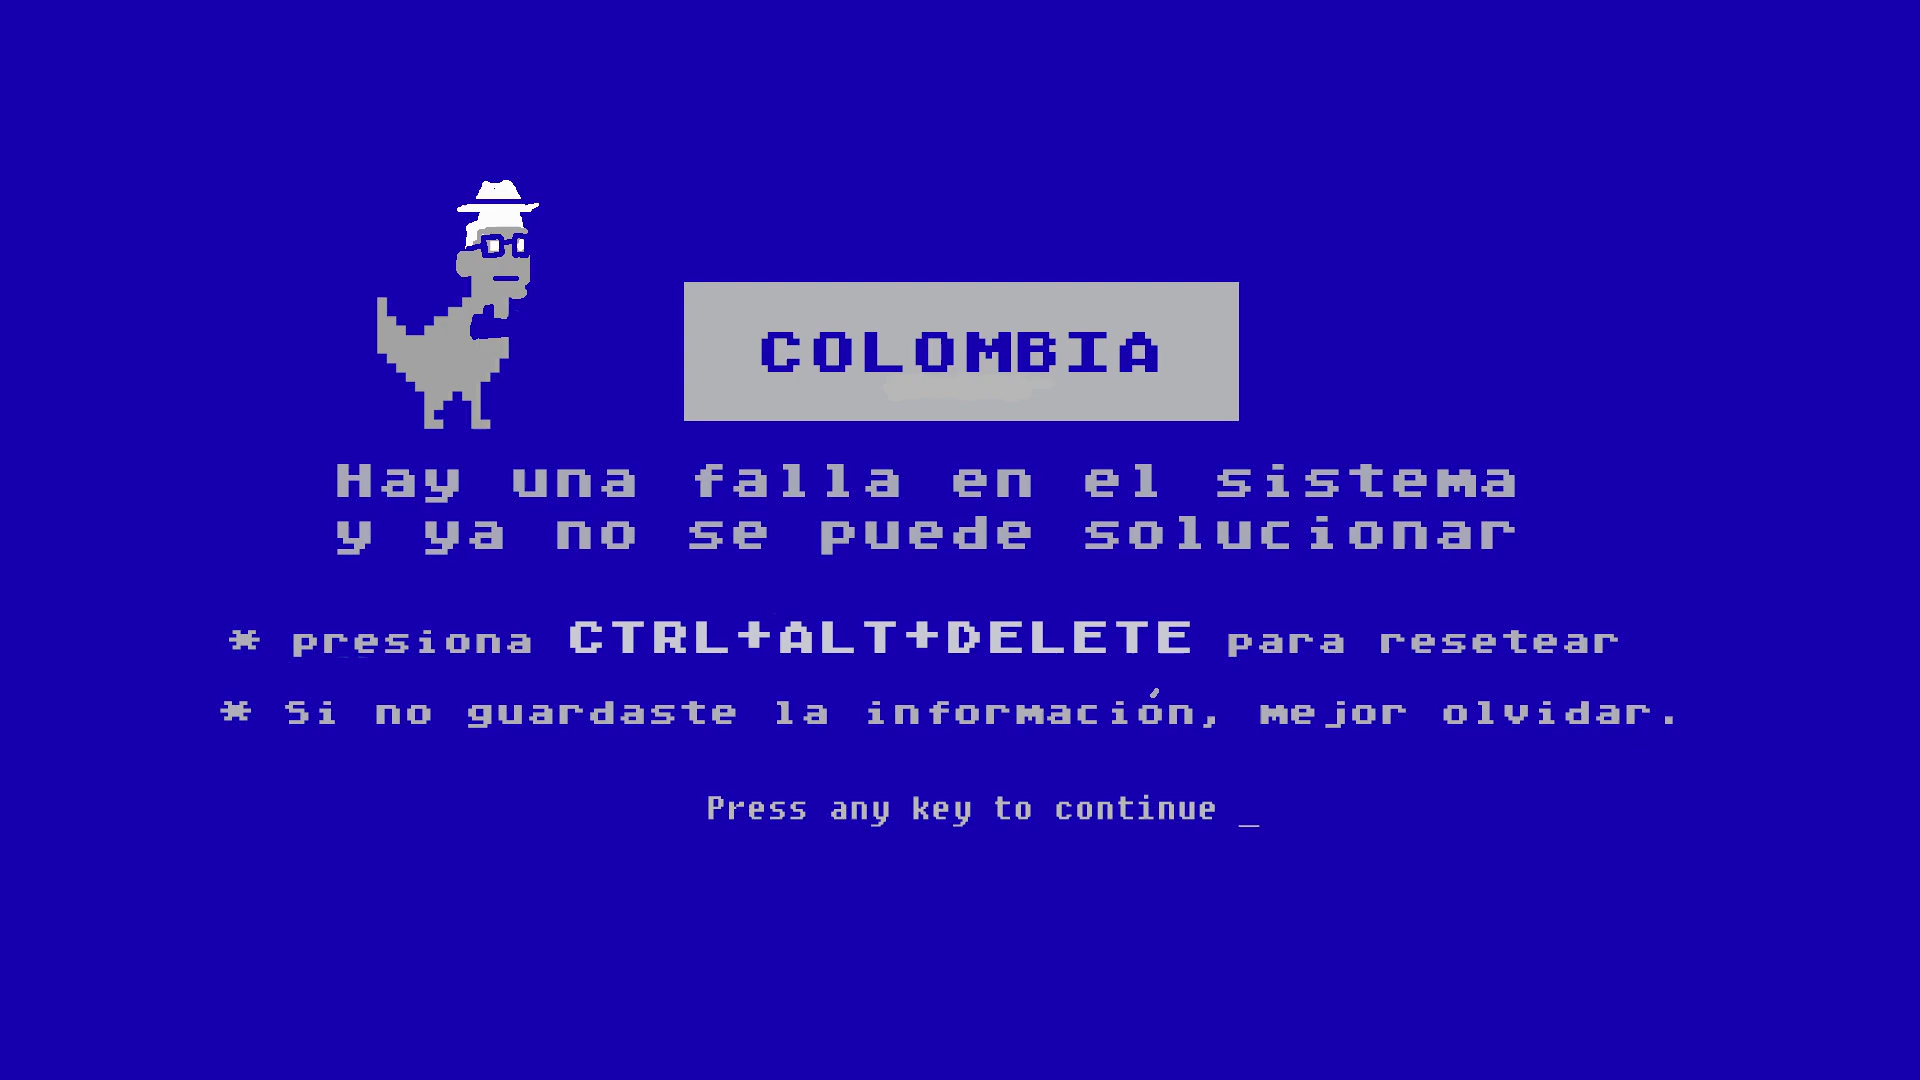 COLOMBIA
Hay una falla en el sistema
y ya no se puede solucionar
* presiona CTRL+ALT+DELETE para resetear
* Si no guardaste la información, mejor olvidar.
Press any key to continue _